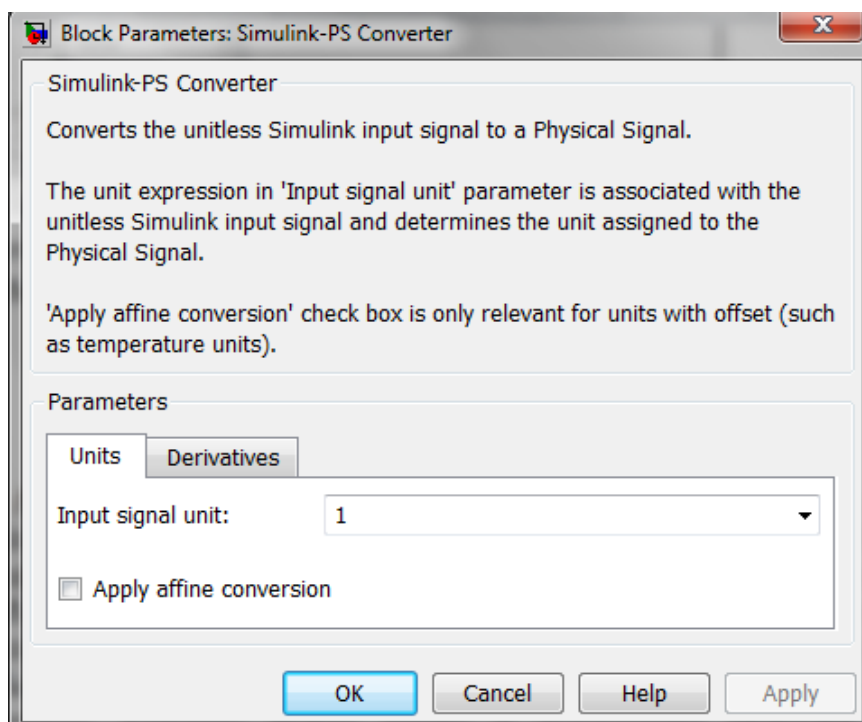 Block Parameters: Simulink-PS Converter
Simulink-PS Converter
Converts the unitless Simulink input signal to a Physical Signal.
The unit expression in 'Input signal unit' parameter is associated with the
unitless Simulink input signal and determines the unit assigned to the
Physical Signal.
'Apply affine conversion' check box is only relevant for units with offset (such
as temperature units).
Parameters
Units Derivatives
Input signal unit: 1
Apply affine conversion
OK Cancel Help Apply